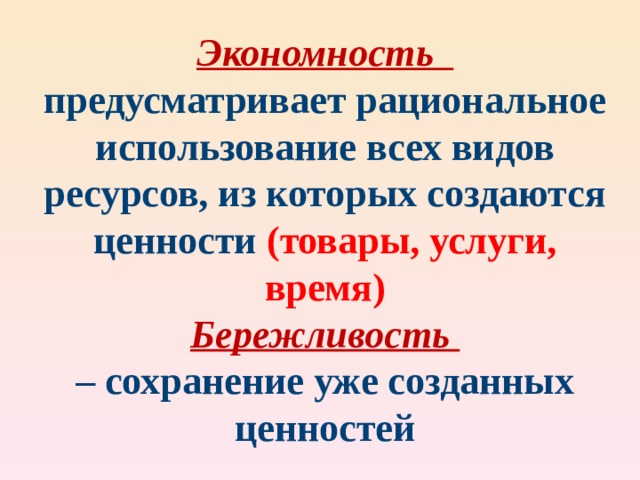 Экономность
предусматривает рациональное
использование всех видов
ресурсов, из которых создаются
ценности (товары, услуги,
время)
Бережливость
– сохранение уже созданных
ценностей